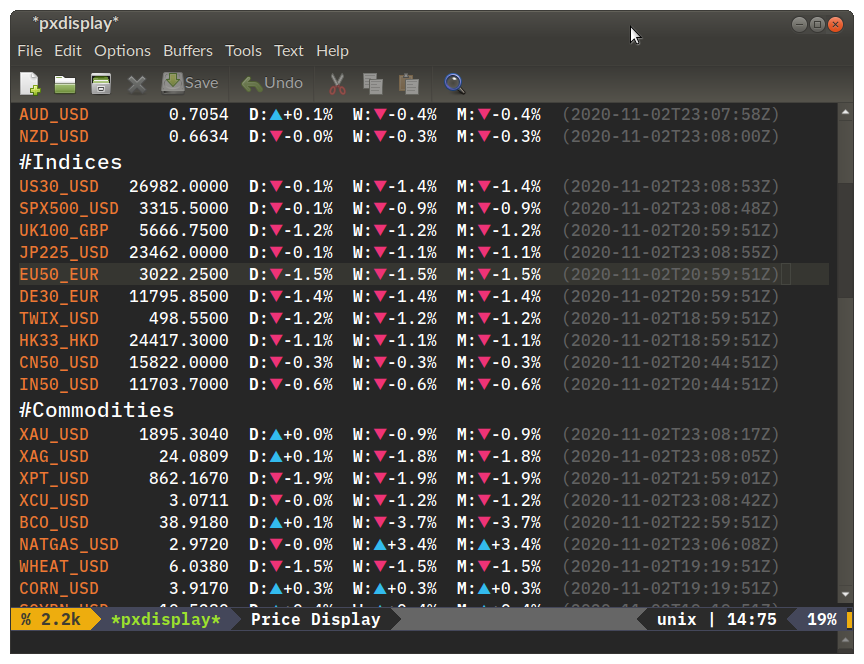 *pxdisplay*
File Edit Options Buffers Tools Text Help
Save Undo
AUD_USD 0.7054 D:▲+0.1% W:▼-0.4% M:▼-0.4% (2020-11-02T23:07:58Z)
NZD_USD 0.6634 D:▼-0.0% W:▼-0.3% M:▼-0.3% (2020-11-02T23:08:00Z)
#Indices
US30_USD 26982.0000 D:▼-0.1% W:▼-1.4% M:▼-1.4% (2020-11-02T23:08:53Z)
SPX500_USD 3315.5000 D:▼-0.1% W:▼-0.9% M:▼-0.9% (2020-11-02T23:08:48Z)
UK100_GBP 5666.7500 D:▼-1.2% W:▼-1.2% M:▼-1.2% (2020-11-02T20:59:51Z)
JP225_USD 23462.0000 D:▼-0.1% W:▼-1.1% M:▼-1.1% (2020-11-02T23:08:55Z)
EU50_EUR 3022.2500 D:▼-1.5% W:▼-1.5% M:▼-1.5% (2020-11-02T20:59:51Z)
DE30_EUR 11795.8500 D:▼-1.4% W:▼-1.4% M:▼-1.4% (2020-11-02T20:59:51Z)
TWIX_USD 498.5500 D:▼-1.2% W:▼-1.2% M:▼-1.2% (2020-11-02T18:59:51Z)
HK33_HKD 24417.3000 D:▼-1.1% W:▼-1.1% M:▼-1.1% (2020-11-02T18:59:51Z)
CN50_USD 15822.0000 D:▼-0.3% W:▼-0.3% M:▼-0.3% (2020-11-02T20:44:51Z)
IN50_USD 11703.7000 D:▼-0.6% W:▼-0.6% M:▼-0.6% (2020-11-02T20:44:51Z)
#Commodities
XAU_USD 1895.3040 D:▲+0.0% W:▼-0.9% M:▼-0.9% (2020-11-02T23:08:17Z)
XAG_USD 24.0809 D:▲+0.1% W:▼-1.8% M:▼-1.8% (2020-11-02T23:08:05Z)
XPT_USD 862.1670 D:▼-1.9% W:▼-1.9% M:▼-1.9% (2020-11-02T21:59:01Z)
XCU_USD 3.0711 D:▼-0.0% W:▼-1.2% M:▼-1.2% (2020-11-02T23:08:42Z)
BCO_USD 38.9180 D:▲+0.1% W:▼-3.7% M:▼-3.7% (2020-11-02T22:59:51Z)
NATGAS_USD 2.9720 D:▼-0.0% W:▲+3.4% M:▲+3.4% (2020-11-02T23:06:08Z)
WHEAT_USD 6.0380 D:▼-1.5% W:▼-1.5% M:▼-1.5% (2020-11-02T19:19:51Z)
CORN_USD 3.9170 D:▲+0.3% W:▲+0.3% M:▲+0.3% (2020-11-02T19:19:51Z)
% 2.2k *pxdisplay* Price Display unix | 14:75 19%